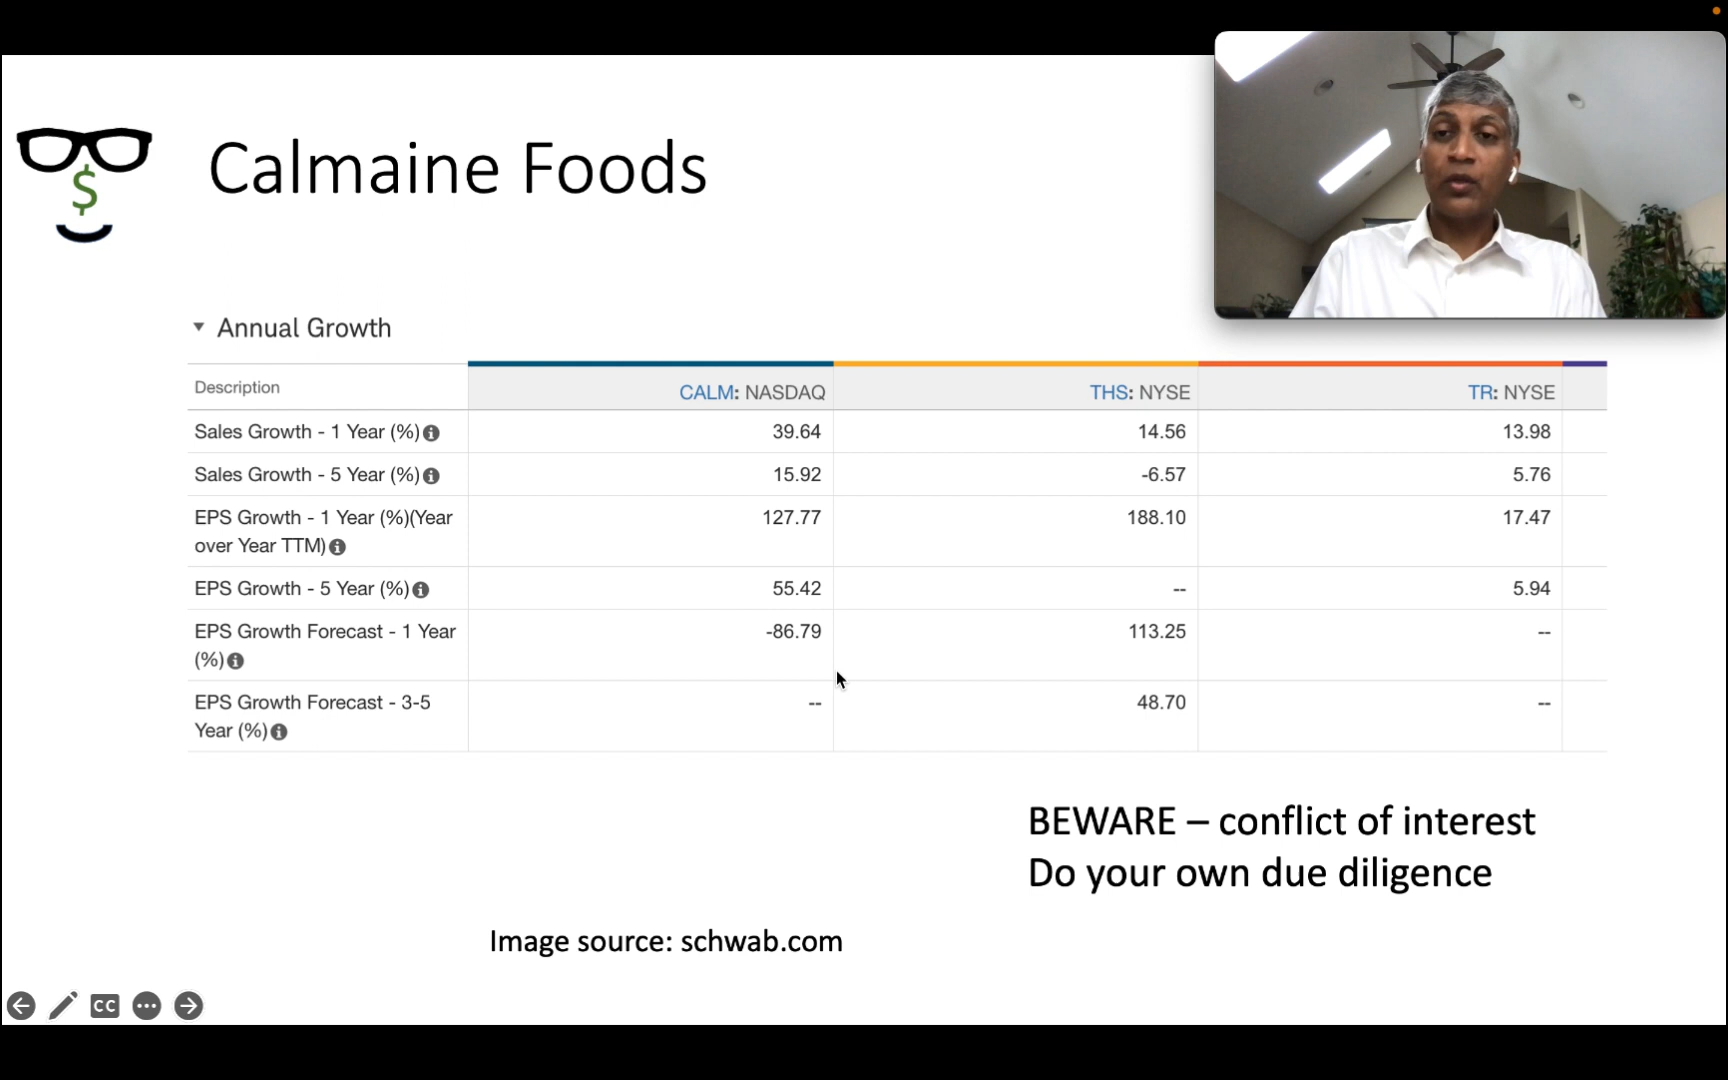 $
Calmaine Foods
Annual Growth
Description CALM: NASDAQ THS: NYSE TR: NYSE
Sales Growth - 1 Year (%) 39.64 14.56 13.98
Sales Growth - 5 Year (%) 15.92 -6.57 5.76
EPS Growth - 1 Year (%)(Year 127.77 188.10 17.47
over Year TTM)
EPS Growth - 5 Year (%) 55.42 -- 5.94
EPS Growth Forecast - 1 Year -86.79 113.25 --
(%)
EPS Growth Forecast - 3-5 -- 48.70 --
Year (%)
BEWARE – conflict of interest
Do your own due diligence
Image source: schwab.com
CC